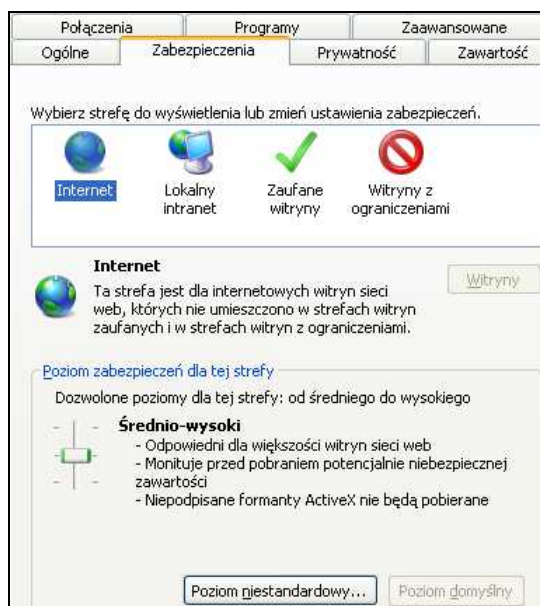 Połączenia Programy Zaawansowane
Ogólne Zabezpieczenia Prywatność Zawartość
Wybierz strefę do wyświetlenia lub zmień ustawienia zabezpieczeń.
Internet Lokalny intranet Zaufane witryny Witryny z ograniczeniami
Internet
Witryny
Ta strefa jest dla internetowych witryn sieci
web, których nie umieszczono w strefach witryn
zaufanych i w strefach witryn z ograniczeniami.
Poziom zabezpieczeń dla tej strefy
Dozwolone poziomy dla tej strefy: od średniego do wysokiego
Średnio-wysoki
- Odpowiedni dla większości witryn sieci web
- Monituje przed pobraniem potencjalnie niebezpiecznej
zawartości
- Niepodpisane formanty ActiveX nie będą pobierane
Poziom niestandardowy... Poziom domyślny